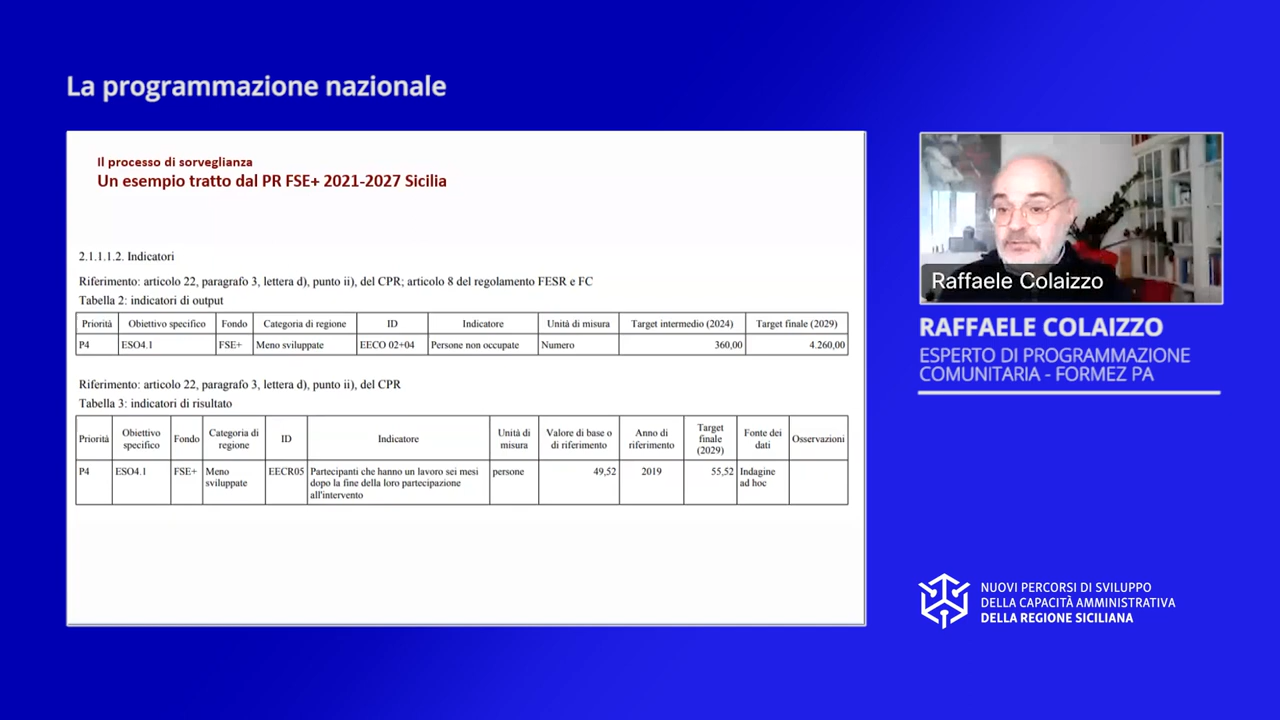 La programmazione nazionale
Il processo di sorveglianza
Un esempio tratto dal PR FSE+ 2021-2027 Sicilia
2.1.1.1.2. Indicatori
Riferimento: articolo 22, paragrafo 3, lettera d), punto ii), del CPR; articolo 8 del regolamento FESR e FC
Tabella 2: indicatori di output
Priorità Obiettivo specifico Fondo Categoria di regione ID Indicatore Unità di misura Target intermedio (2024) Target finale (2029)
P4 ESO4.1 FSE+ Meno sviluppate EECO 02+04 Persone non occupate Numero 360,00 4.260,00
Riferimento: articolo 22, paragrafo 3, lettera d), punto ii), del CPR
Tabella 3: indicatori di risultato
Priorità Obiettivo specifico Fondo Categoria di regione ID Indicatore Unità di misura Valore di base o di riferimento Anno di riferimento Target finale (2029) Fonte dei dati Osservazioni
P4 ESO4.1 FSE+ Meno sviluppate EECR05 Partecipanti che hanno un lavoro sei mesi dopo la fine della loro partecipazione all'intervento persone 49,52 2019 55,52 Indagine ad hoc
Raffaele Colaizzo
RAFFAELE COLAIZZO
ESPERTO DI PROGRAMMAZIONE
COMUNITARIA - FORMEZ PA
NUOVI PERCORSI DI SVILUPPO
DELLA CAPACITÀ AMMINISTRATIVA
DELLA REGIONE SICILIANA